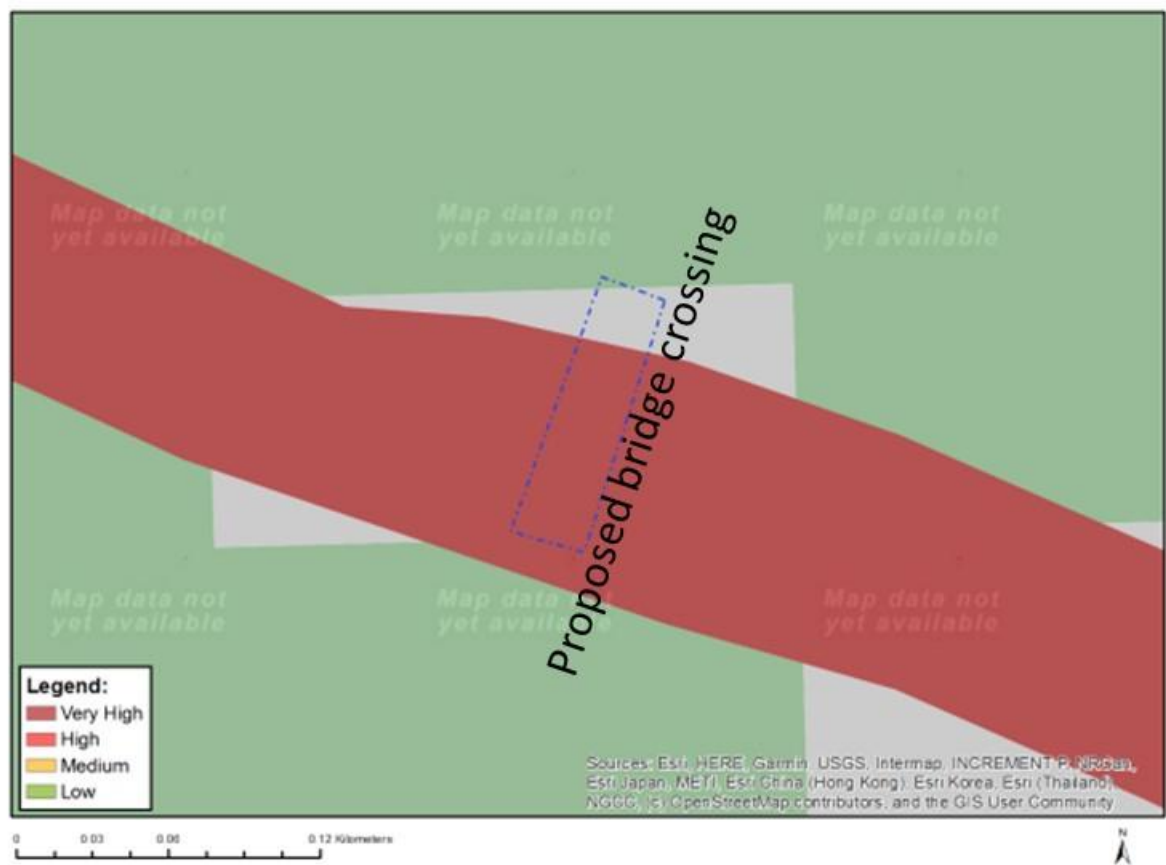 Map data not
yet available
Map data not
yet available
Map data not
yet available
Proposed bridge crossing
Map data not
yet available
Map data not
yet available
Map data not
yet available
Legend:
Very High
High
Medium
Low
Sources: Esri, HERE, Garmin, USGS, Intermap, INCREMENT P, NRCan,
Esri Japan, METI, Esri China (Hong Kong), Esri Korea, Esri (Thailand),
NGCC, (c) OpenStreetMap contributors, and the GIS User Community
0 0.03 0.06 0.12 Kilometers
N